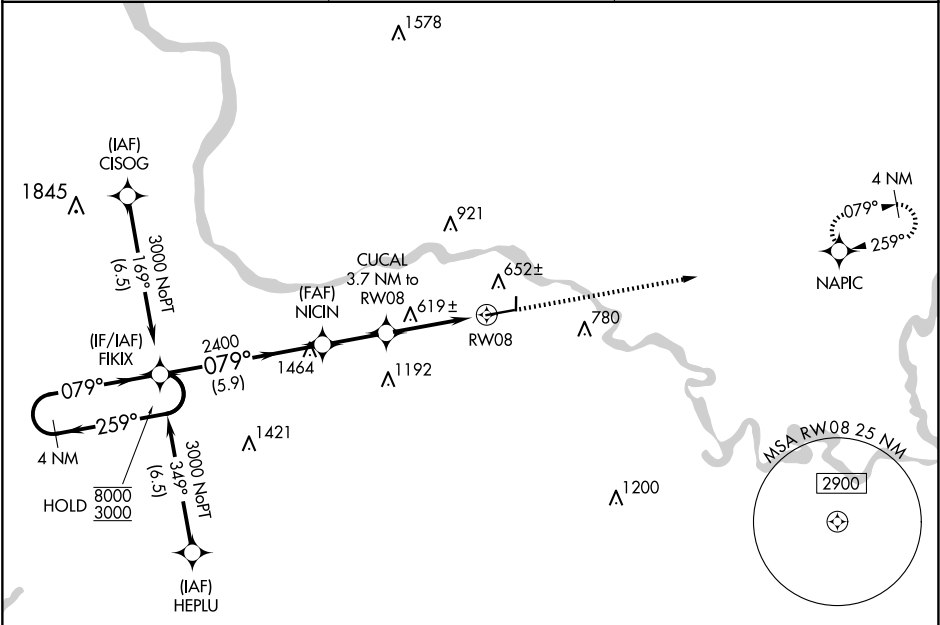 1578
(IAF)
CISOG
1845
3000 NoPT
169°
(6.5)
4 NM
079°
259°
NAPIC
921
CUCAL
3.7 NM to
RW08
652±
(FAF)
NICIN
619±
RW08
780
(IF/IAF)
FIKIX
2400
079°
(5.9)
1464
1192
079°
259°
4 NM
1421
HOLD
8000
3000
3000 NoPT
349°
(6.5)
(IAF)
HEPLU
1200
MSA RW08 25 NM
2900